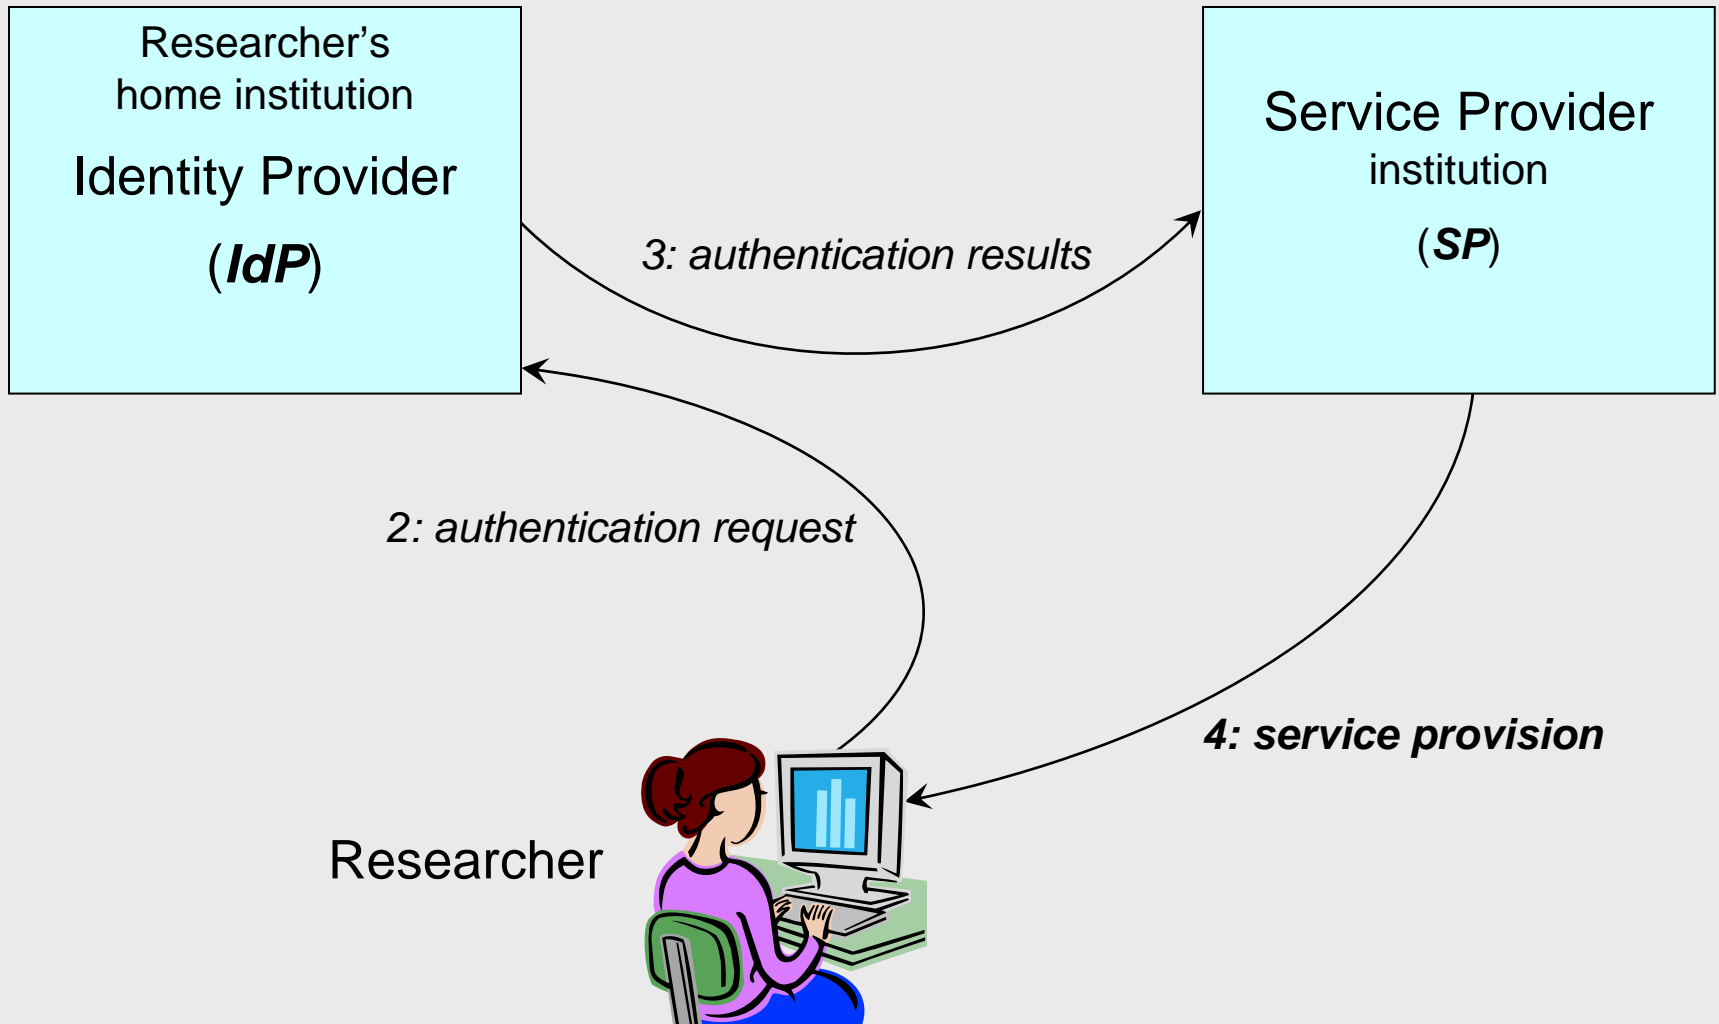 Researcher’s
home institution
Identity Provider
(IdP)
Service Provider
institution
(SP)
3: authentication results
2: authentication request
4: service provision
Researcher